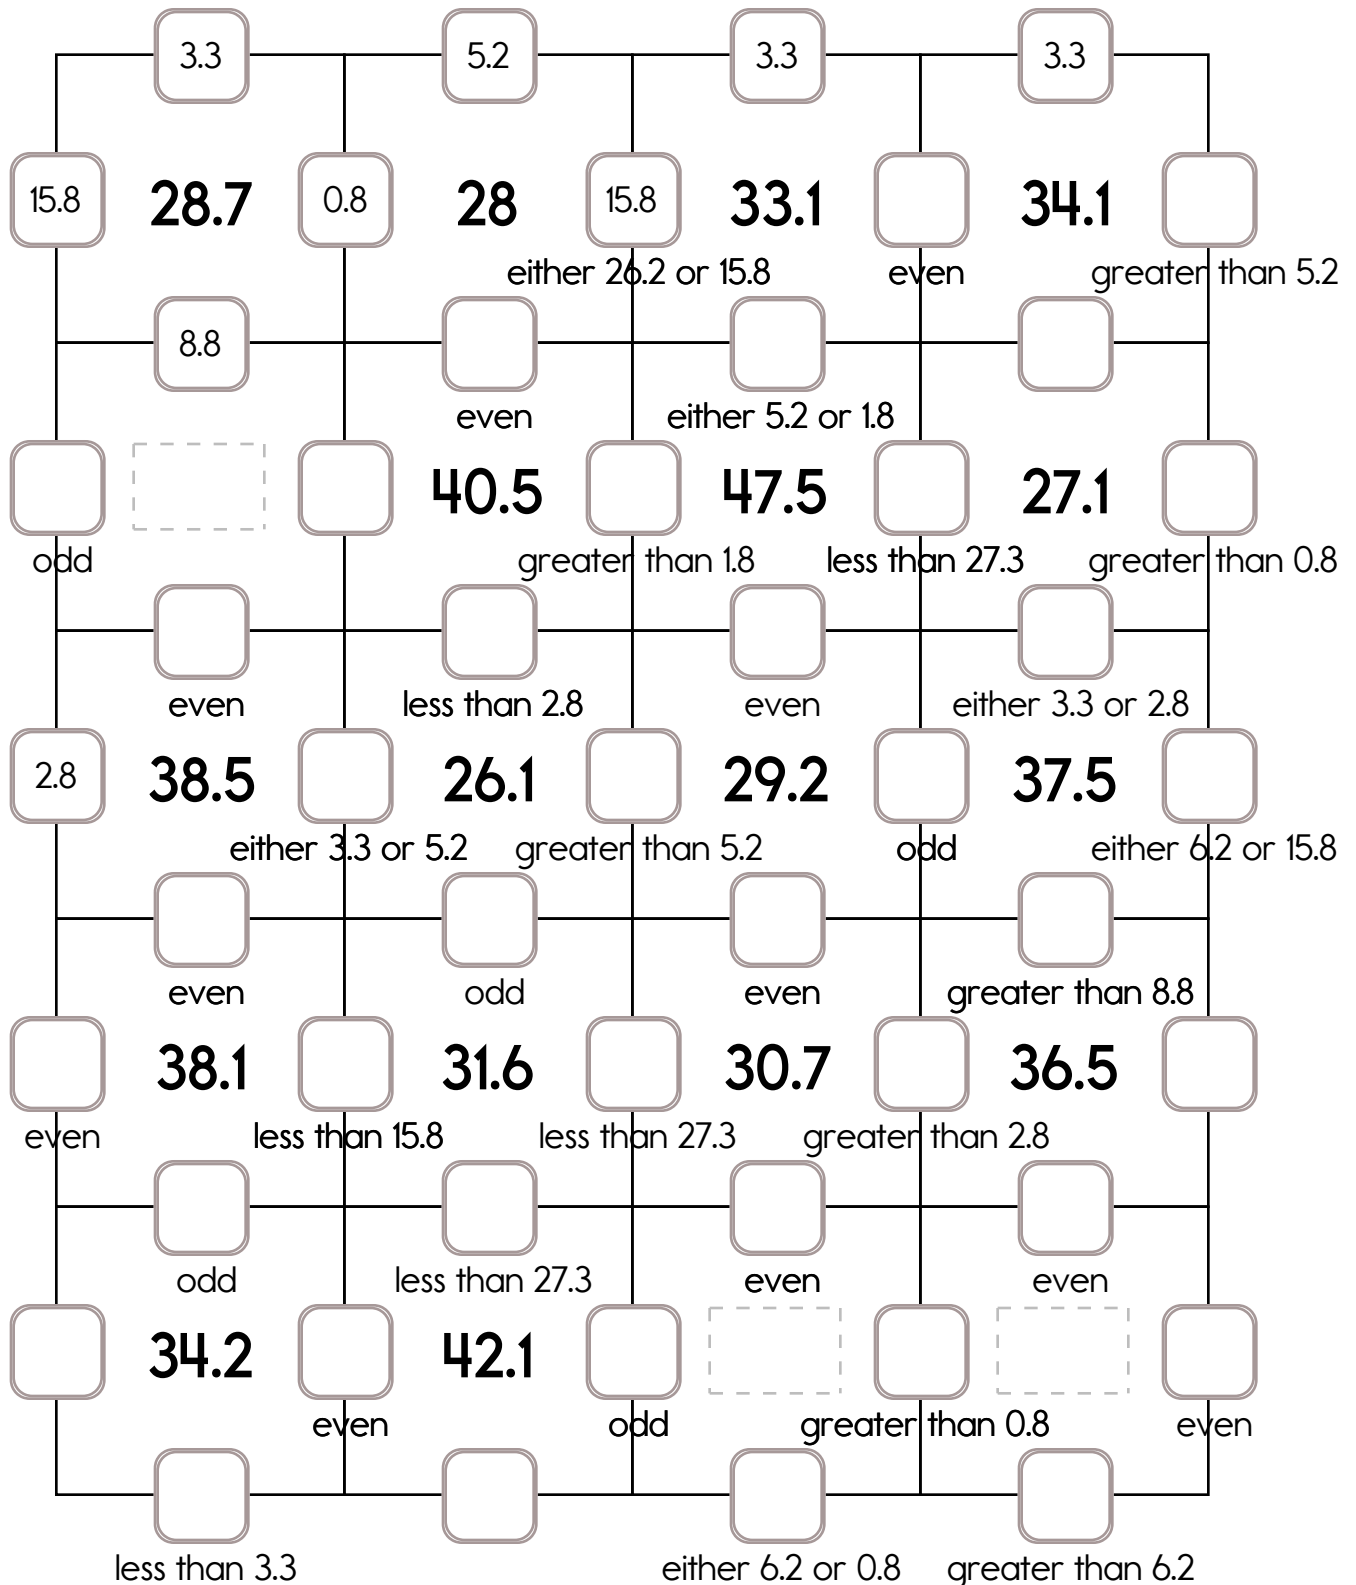 3.3 5.2 3.3 3.3
15.8 28.7 0.8 28 15.8 33.1 34.1
either 26.2 or 15.8 even greater than 5.2
8.8
even either 5.2 or 1.8
40.5 47.5 27.1
odd greater than 1.8 less than 27.3 greater than 0.8
even less than 2.8 even either 3.3 or 2.8
2.8 38.5 26.1 29.2 37.5
either 3.3 or 5.2 greater than 5.2 odd either 6.2 or 15.8
even odd even greater than 8.8
38.1 31.6 30.7 36.5
even less than 15.8 less than 27.3 greater than 2.8
odd less than 27.3 even even
34.2 42.1
even odd greater than 0.8 even
less than 3.3 either 6.2 or 0.8 greater than 6.2